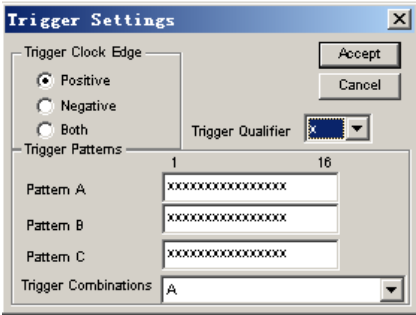 Trigger Settings
Trigger Clock Edge
Accept
Positive
Cancel
Negative
Both
Trigger Qualifier x
Trigger Patterns
1 16
Pattern A xxxxxxxxxxxxxxxx
Pattern B xxxxxxxxxxxxxxxx
Pattern C xxxxxxxxxxxxxxxx
Trigger Combinations A